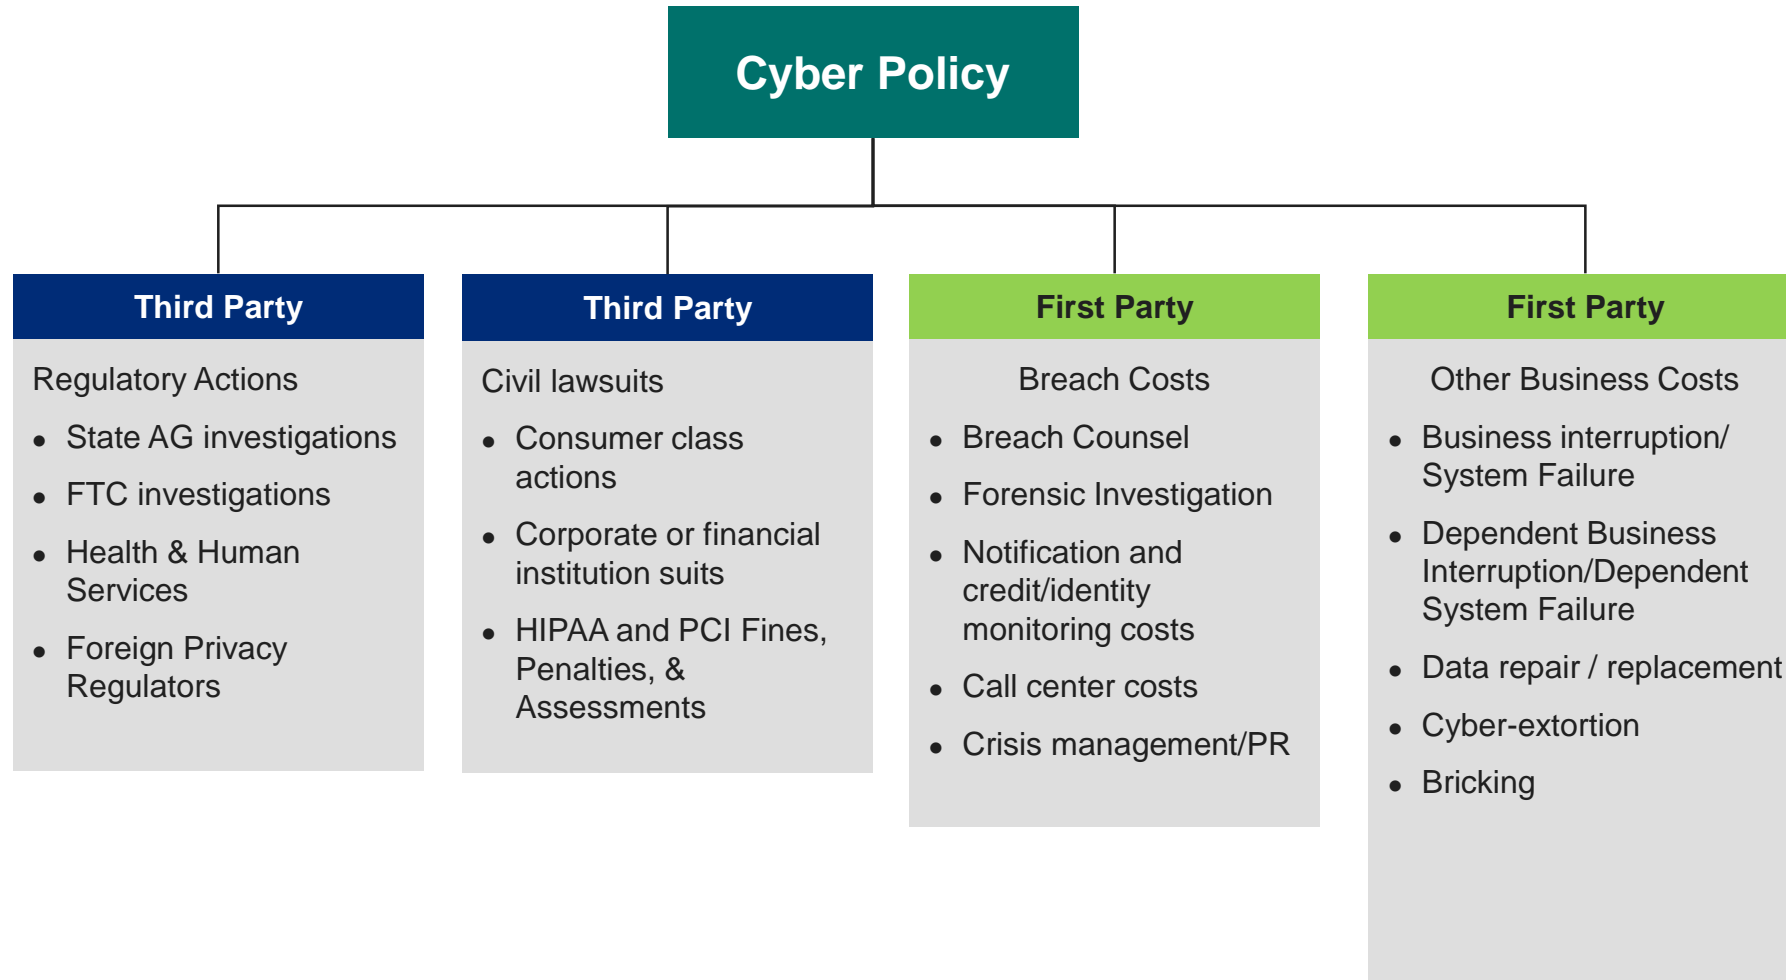 Cyber Policy
Third Party
Regulatory Actions
• State AG investigations
• FTC investigations
• Health & Human
Services
• Foreign Privacy
Regulators
Third Party
Civil lawsuits
• Consumer class
actions
• Corporate or financial
institution suits
• HIPAA and PCI Fines,
Penalties, &
Assessments
First Party
Breach Costs
• Breach Counsel
• Forensic Investigation
• Notification and
credit/identity
monitoring costs
• Call center costs
• Crisis management/PR
First Party
Other Business Costs
• Business interruption/
System Failure
• Dependent Business
Interruption/Dependent
System Failure
• Data repair / replacement
• Cyber-extortion
• Bricking